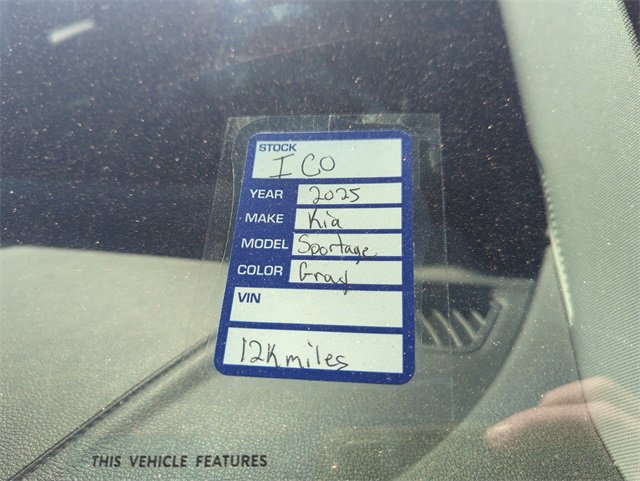 STOCK
ICO
YEAR 2025
MAKE Kia
MODEL Sportage
COLOR Gray
VIN
12K miles
THIS VEHICLE FEATURES